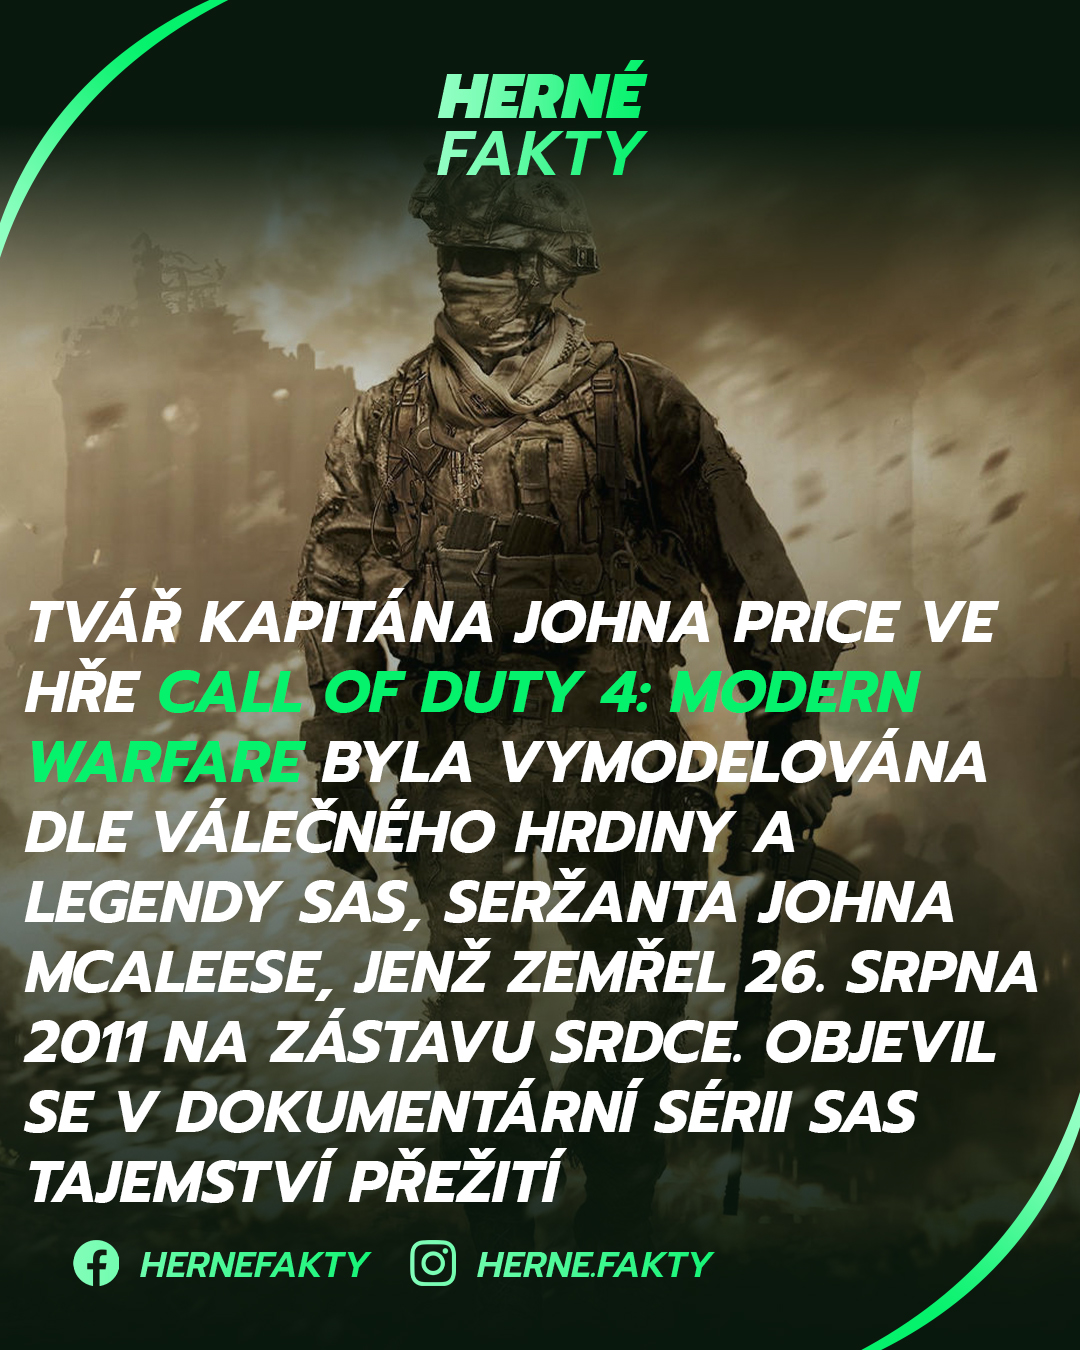 HERNÉ
FAKTY
TVÁŘ KAPITÁNA JOHNA PRICE VE
HŘE CALL OF DUTY 4: MODERN
WARFARE BYLA VYMODELOVÁNA
DLE VÁLEČNÉHO HRDINY A
LEGENDY SAS, SERŽANTA JOHNA
MCALEESE, JENŽ ZEMŘEL 26. SRPNA
2011 NA ZÁSTAVU SRDCE. OBJEVIL
SE V DOKUMENTÁRNÍ SÉRII SAS
TAJEMSTVÍ PŘEŽITÍ
HERNEFAKTY HERNE.FAKTY